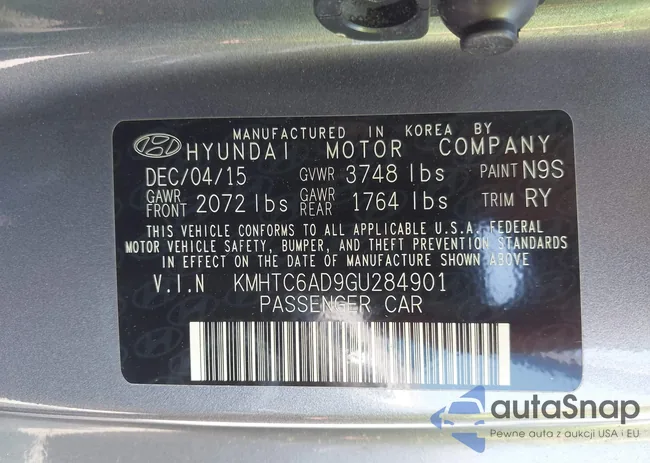 MANUFACTURED IN KOREA BY
HYUNDAI MOTOR COMPANY
DEC/04/15 GVWR 3748 lbs PAINT N9S
GAWR FRONT 2072 lbs GAWR REAR 1764 lbs TRIM RY
THIS VEHICLE CONFORMS TO ALL APPLICABLE U.S.A. FEDERAL
MOTOR VEHICLE SAFETY, BUMPER, AND THEFT PREVENTION STANDARDS
IN EFFECT ON THE DATE OF MANUFACTURE SHOWN ABOVE.
V.I.N KMHTC6AD9GU284901
PASSENGER CAR
autaSnap
Pewne auta z aukcji USA i EU